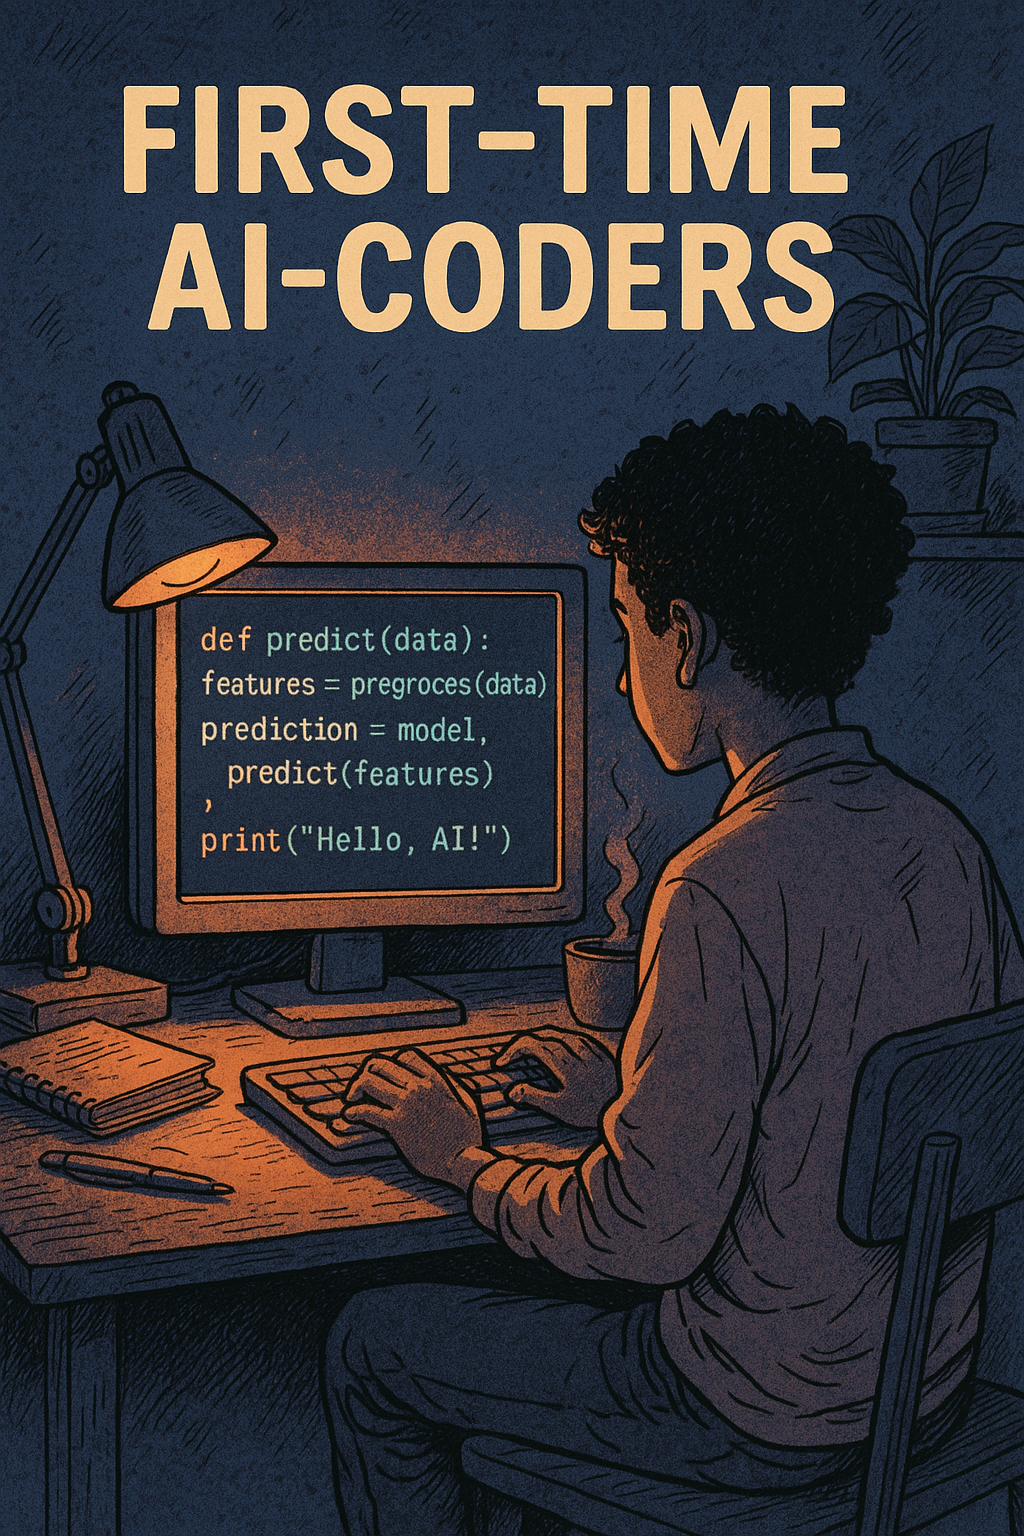 FIRST-TIME
AI-CODERS
def predict(data):
features = pregroces(data)
prediction = model,
predict(features)
,
print("Hello, AI!")